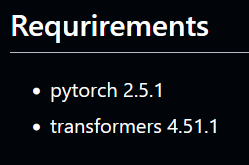 Requrirements
pytorch 2.5.1
transformers 4.51.1